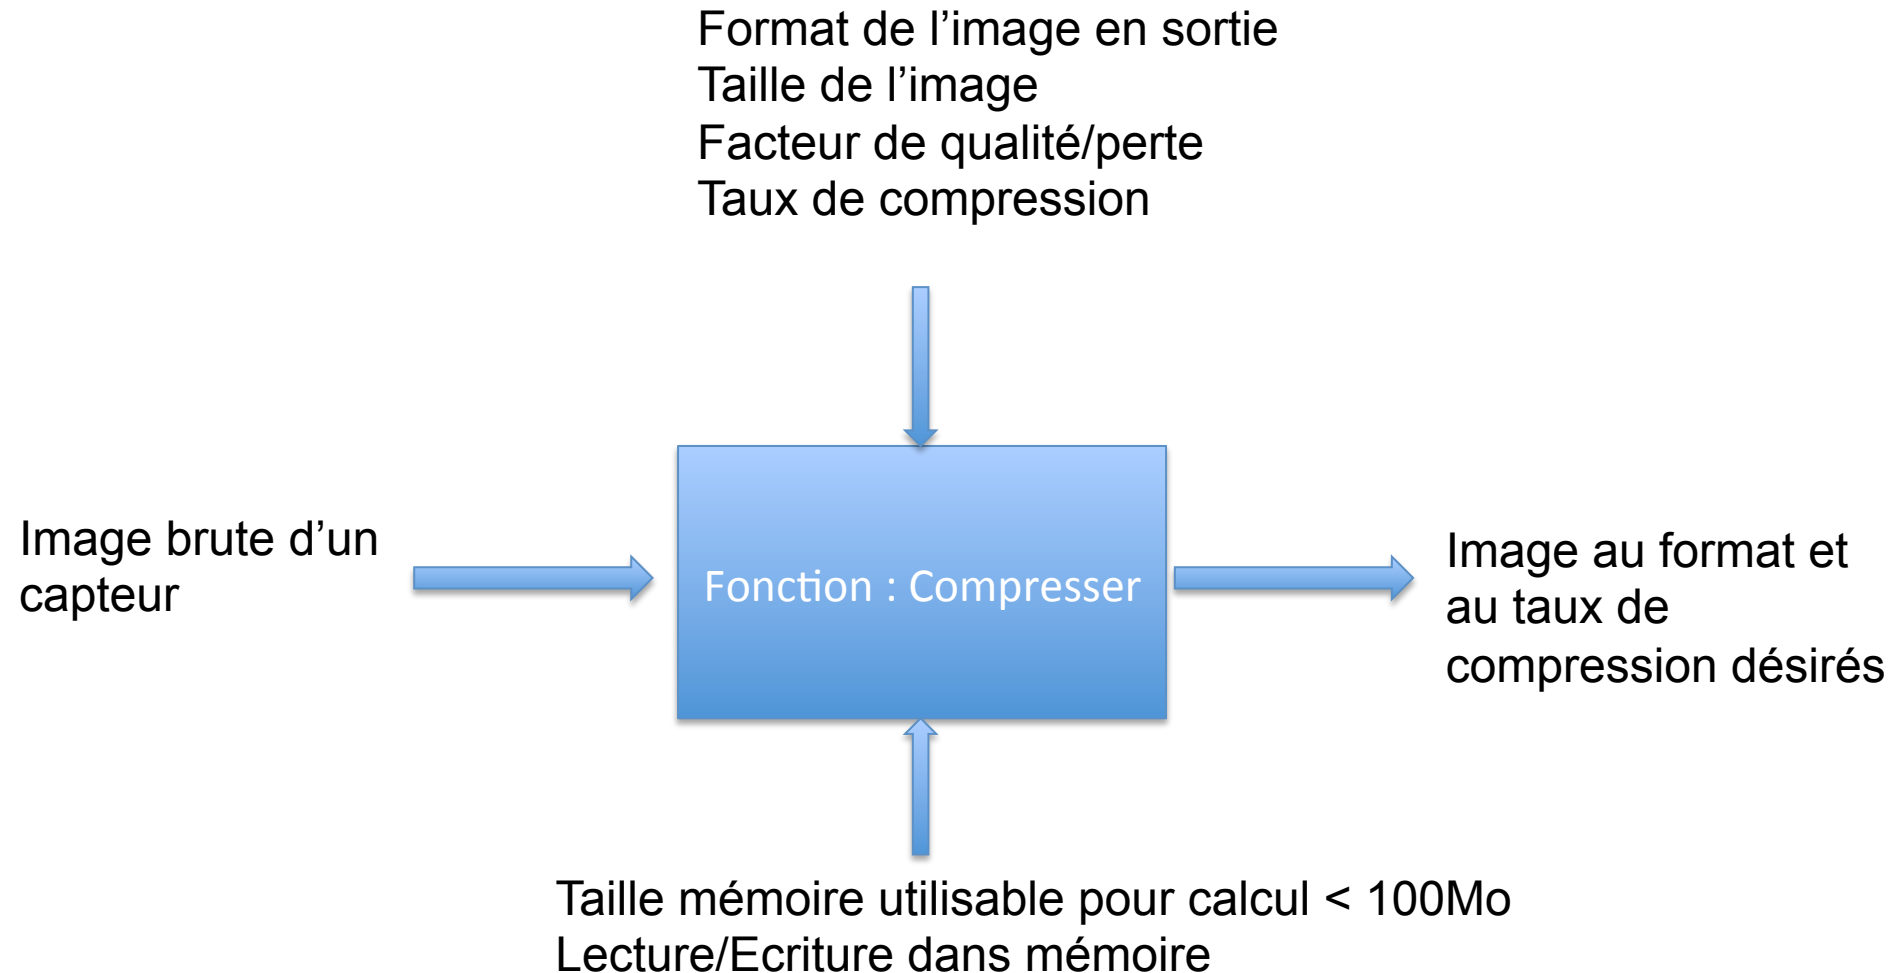 Format de l’image en sortie
Taille de l’image
Facteur de qualité/perte
Taux de compression
Image brute d’un
capteur
Fonction : Compresser
Image au format et
au taux de
compression désirés
Taille mémoire utilisable pour calcul < 100Mo
Lecture/Ecriture dans mémoire